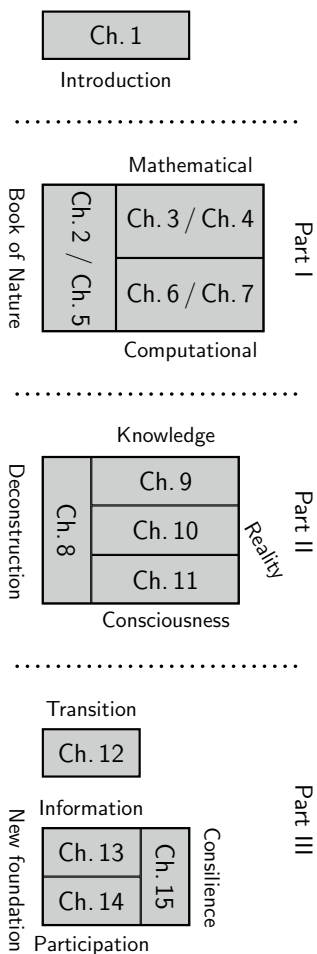 Ch. 1
Introduction
Mathematical
Book of Nature
Ch. 2 / Ch. 5
Ch. 3 / Ch. 4
Ch. 6 / Ch. 7
Part I
Computational
Knowledge
Deconstruction
Ch. 8
Ch. 9
Ch. 10
Ch. 11
Reality
Part II
Consciousness
Transition
Ch. 12
Part III
Information
New foundation
Ch. 13
Ch. 14
Ch. 15
Consilience
Participation